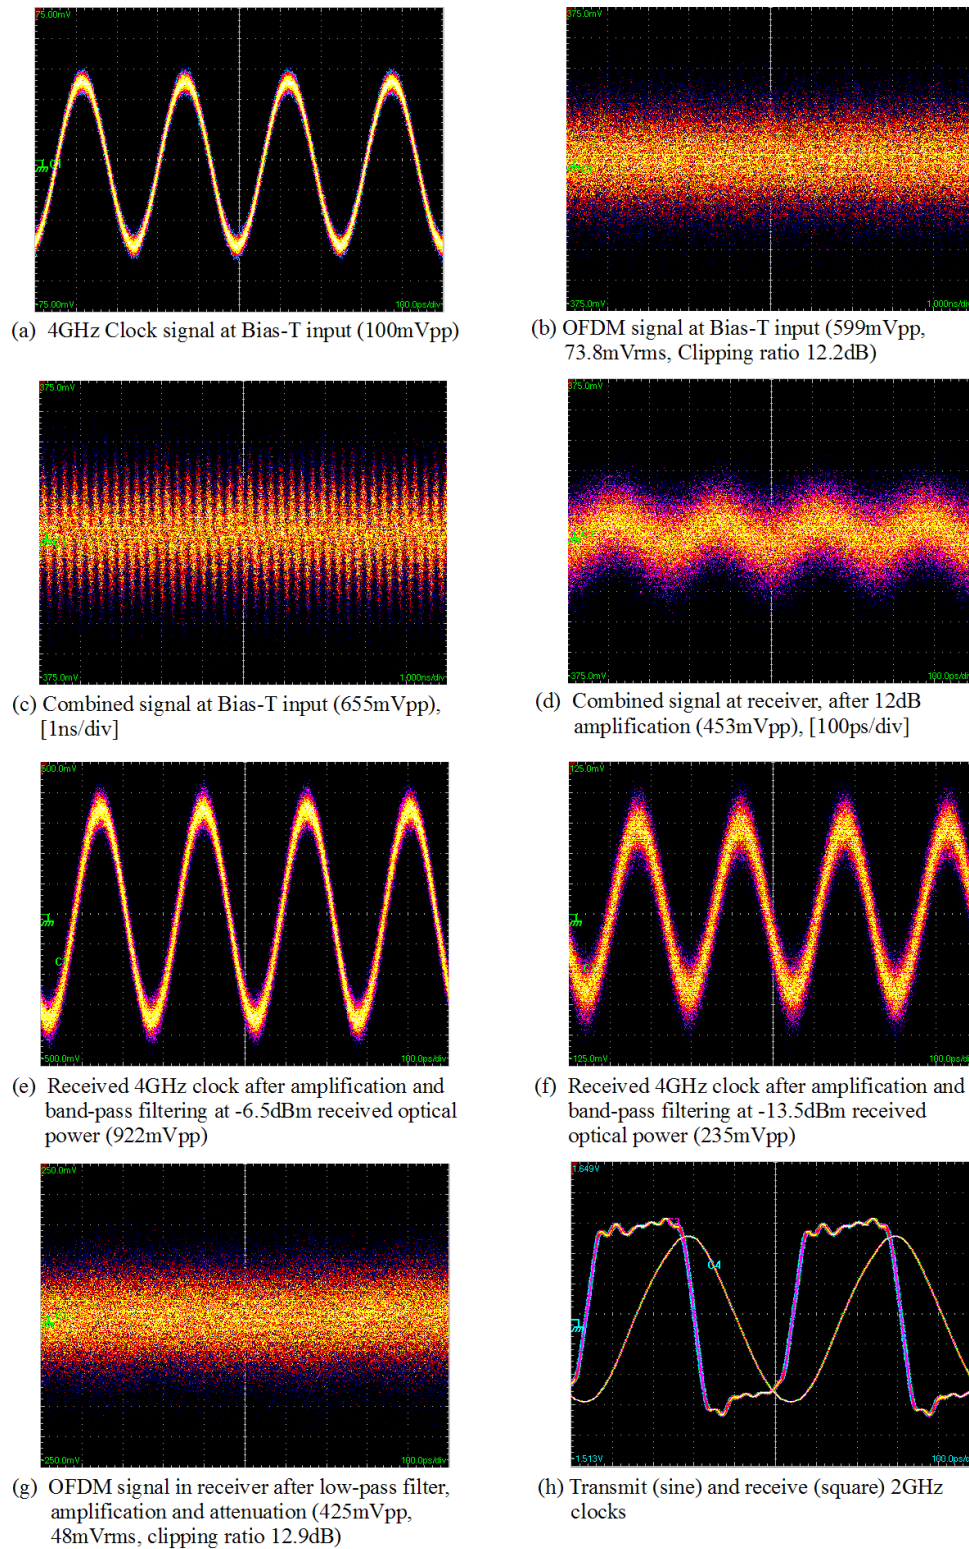 75.00mV
-75.00mV
100.0ps/div
(a) 4GHz Clock signal at Bias-T input (100mVpp)
375.0mV
-375.0mV
1.000ns/div
(b) OFDM signal at Bias-T input (599mVpp,
73.8mVrms, Clipping ratio 12.2dB)
375.0mV
-375.0mV
1.000ns/div
(c) Combined signal at Bias-T input (655mVpp),
[1ns/div]
375.0mV
-375.0mV
100.0ps/div
(d) Combined signal at receiver, after 12dB
amplification (453mVpp), [100ps/div]
500.0mV
-500.0mV
100.0ps/div
(e) Received 4GHz clock after amplification and
band-pass filtering at -6.5dBm received optical
power (922mVpp)
125.0mV
-125.0mV
100.0ps/div
(f) Received 4GHz clock after amplification and
band-pass filtering at -13.5dBm received
optical power (235mVpp)
250.0mV
-250.0mV
100.0ps/div
(g) OFDM signal in receiver after low-pass filter,
amplification and attenuation (425mVpp,
48mVrms, clipping ratio 12.9dB)
1.649V
C4
-1.513V
100.0ps/div
(h) Transmit (sine) and receive (square) 2GHz
clocks